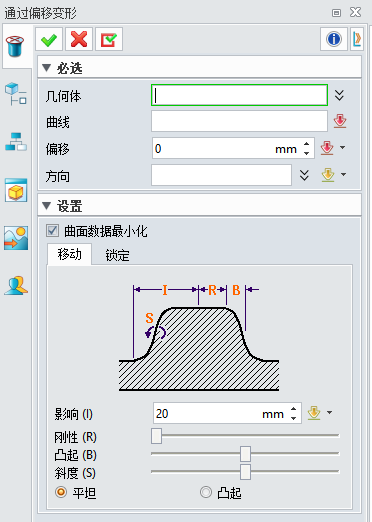 通过偏移变形
必选
几何体
曲线
偏移 0 mm
方向
设置
曲面数据最小化
移动 锁定
I R B
S
影响 (I) 20 mm
刚性 (R)
凸起 (B)
斜度 (S)
平坦 凸起